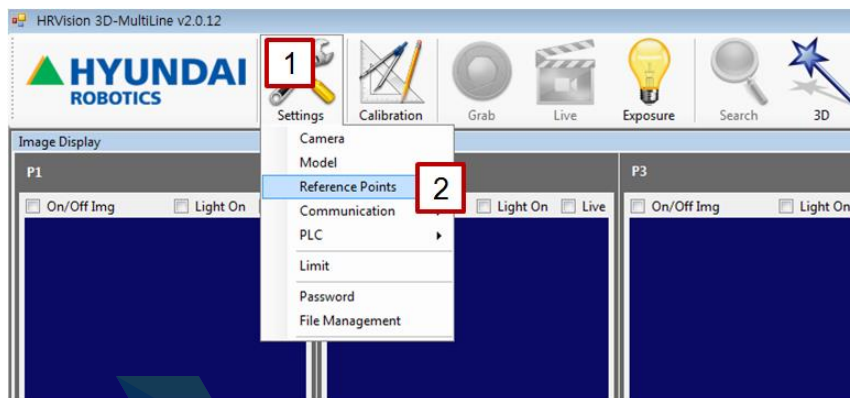 HRVision 3D-MultiLine v2.0.12
HYUNDAI
ROBOTICS
1
Settings Calibration Grab Live Exposure Search 3D
Image Display
Camera
Model
Reference Points
2
Communication
PLC
Limit
Password
File Management
P1 P3
On/Off Img Light On Light On Live On/Off Img Light On